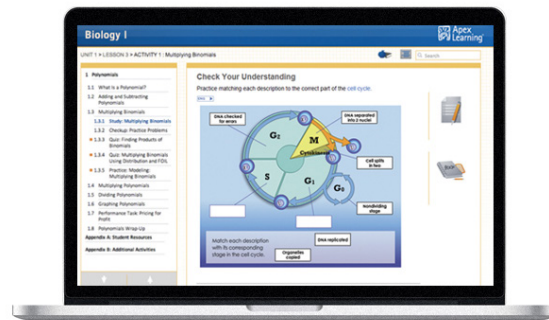 Biology I
Apex
Learning
UNIT 1 ▸ LESSON 3 ▸ ACTIVITY 1: Multiplying Binomials
Search
1 Polynomials
1.1 What is a Polynomial?
1.2 Adding and Subtracting
Polynomials
1.3 Multiplying Binomials
1.3.1 Study: Multiplying Binomials
1.3.2 Checkup: Practice Problems
1.3.3 Quiz: Finding Products of
Binomials
1.3.4 Quiz: Multiplying Binomials
Using Distribution and FOIL
1.3.5 Practice: Modeling:
Multiplying Binomials
1.4 Multiplying Polynomials
1.5 Dividing Polynomials
1.6 Graphing Polynomials
1.7 Performance Task: Pricing for
Profit
1.8 Polynomials Wrap-Up
Appendix A: Student Resources
Appendix B: Additional Activities
Check Your Understanding
Practice matching each description to the correct part of the cell cycle.
DNA checked
for errors
DNA separated
into 2 nuclei
G2
M
Cytokinesis
Cell splits
in two
S
G1
G0
Nondividing
stage
Match each description
with its corresponding
stage in the cell cycle.
DNA replicated
Organelles
copied